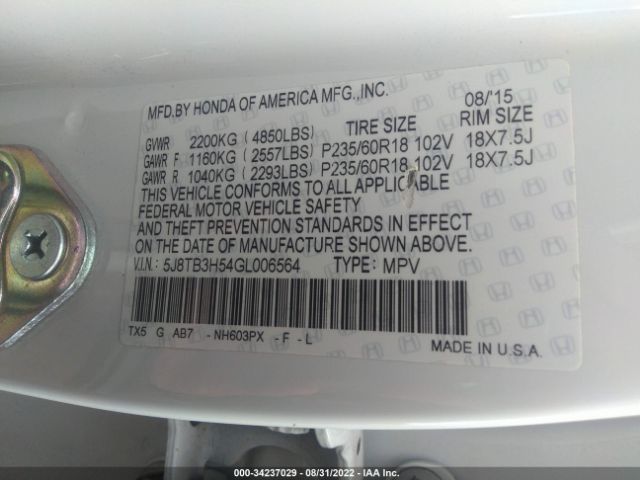 MFD.BY HONDA OF AMERICA MFG.,INC. 08/'15
GVWR 2200KG ( 4850LBS) TIRE SIZE RIM SIZE
GAWR F 1160KG ( 2557LBS) P235/60R18 102V 18X7.5J
GAWR R 1040KG ( 2293LBS) P235/60R18 102V 18X7.5J
THIS VEHICLE CONFORMS TO ALL APPLICABLE
FEDERAL MOTOR VEHICLE SAFETY
AND THEFT PREVENTION STANDARDS IN EFFECT
ON THE DATE OF MANUFACTURE SHOWN ABOVE.
V.I.N.: 5J8TB3H54GL006564 TYPE: MPV
TX5 G AB7 - NH603PX - F - L
MADE IN U.S.A.
000-34237029 - 08/31/2022 - IAA Inc.